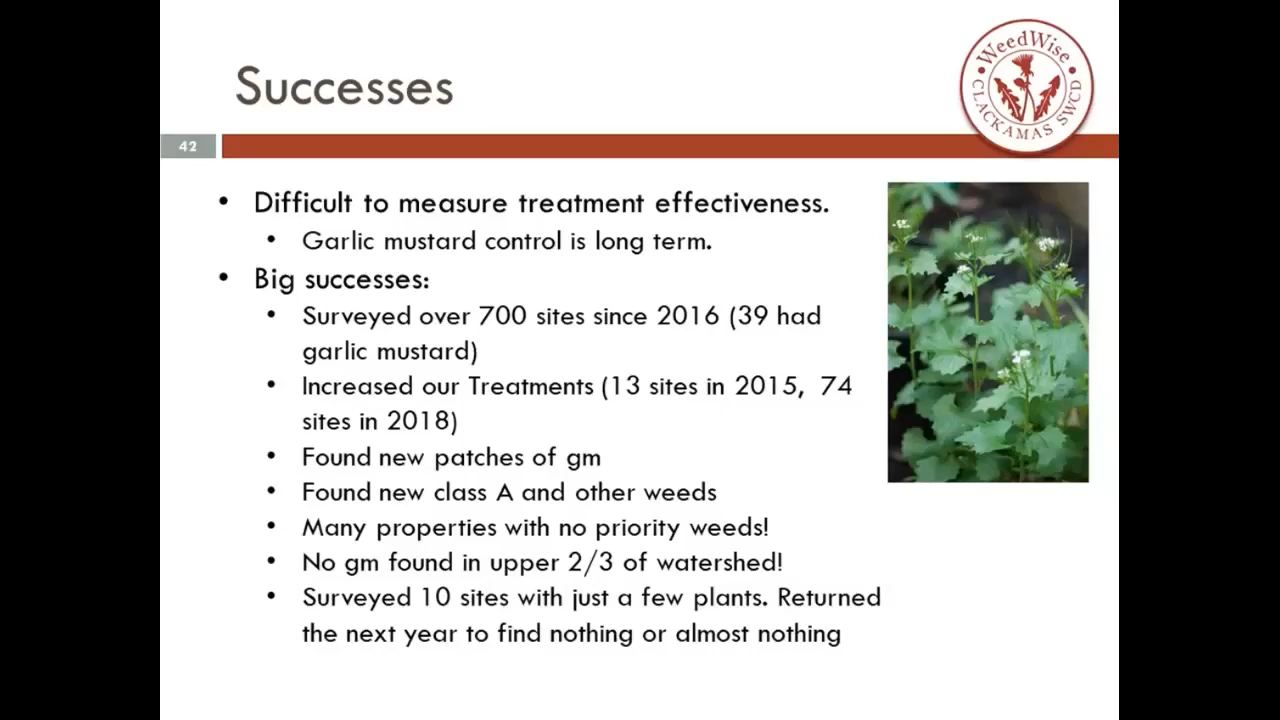 Successes
WeedWise
CLACKAMAS SWCD
42
• Difficult to measure treatment effectiveness.
• Garlic mustard control is long term.
• Big successes:
• Surveyed over 700 sites since 2016 (39 had
garlic mustard)
• Increased our Treatments (13 sites in 2015, 74
sites in 2018)
• Found new patches of gm
• Found new class A and other weeds
• Many properties with no priority weeds!
• No gm found in upper 2/3 of watershed!
• Surveyed 10 sites with just a few plants. Returned
the next year to find nothing or almost nothing